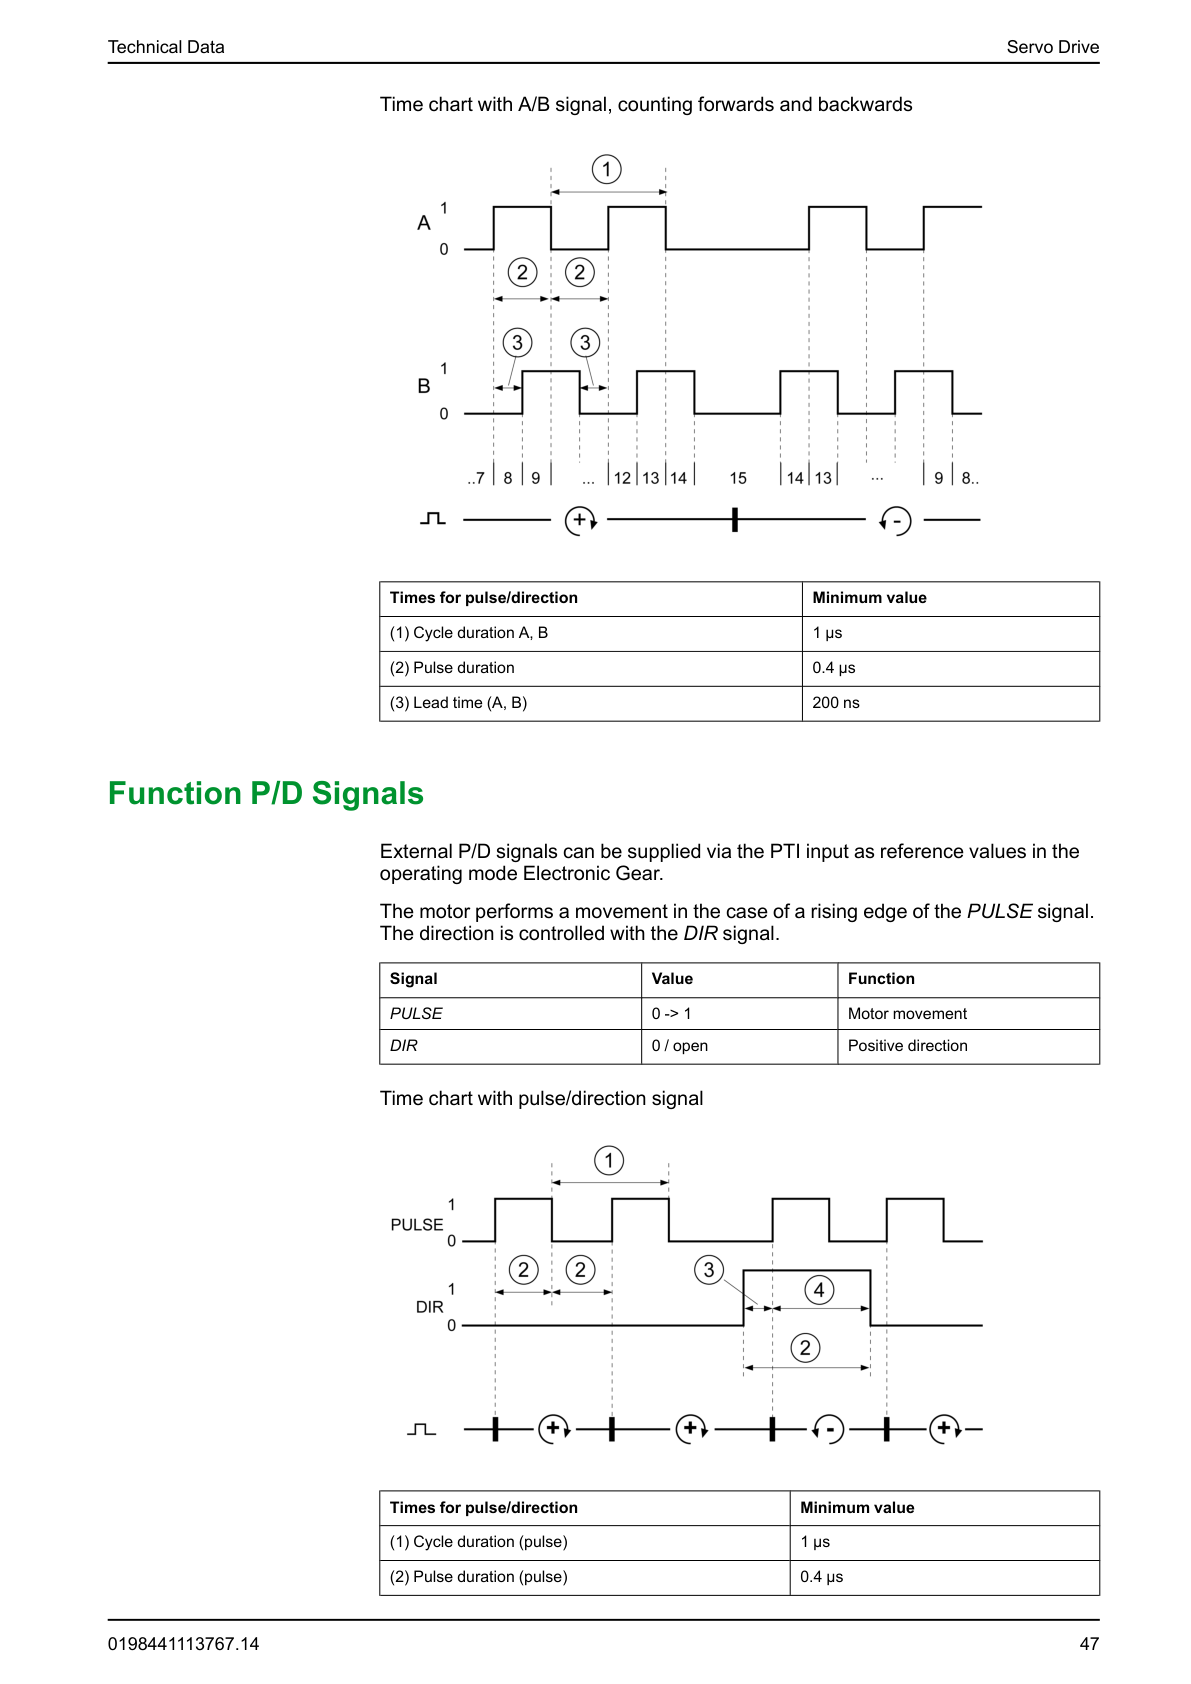 Technical Data Servo Drive
Time chart with A/B signal, counting forwards and backwards
1
A 1
0
2 2
3 3
B 1
0
..7 8 9 ... 12 13 14 15 14 13 ... 9 8..
+ -
Times for pulse/direction Minimum value
(1) Cycle duration A, B 1 µs
(2) Pulse duration 0.4 µs
(3) Lead time (A, B) 200 ns
Function P/D Signals
External P/D signals can be supplied via the PTI input as reference values in the
operating mode Electronic Gear.
The motor performs a movement in the case of a rising edge of the PULSE signal.
The direction is controlled with the DIR signal.
Signal Value Function
PULSE 0 -> 1 Motor movement
DIR 0 / open Positive direction
Time chart with pulse/direction signal
1
PULSE 1
0
2 2 3 4
DIR 1
0
2
+ + - +
Times for pulse/direction Minimum value
(1) Cycle duration (pulse) 1 µs
(2) Pulse duration (pulse) 0.4 µs
0198441113767.14 47